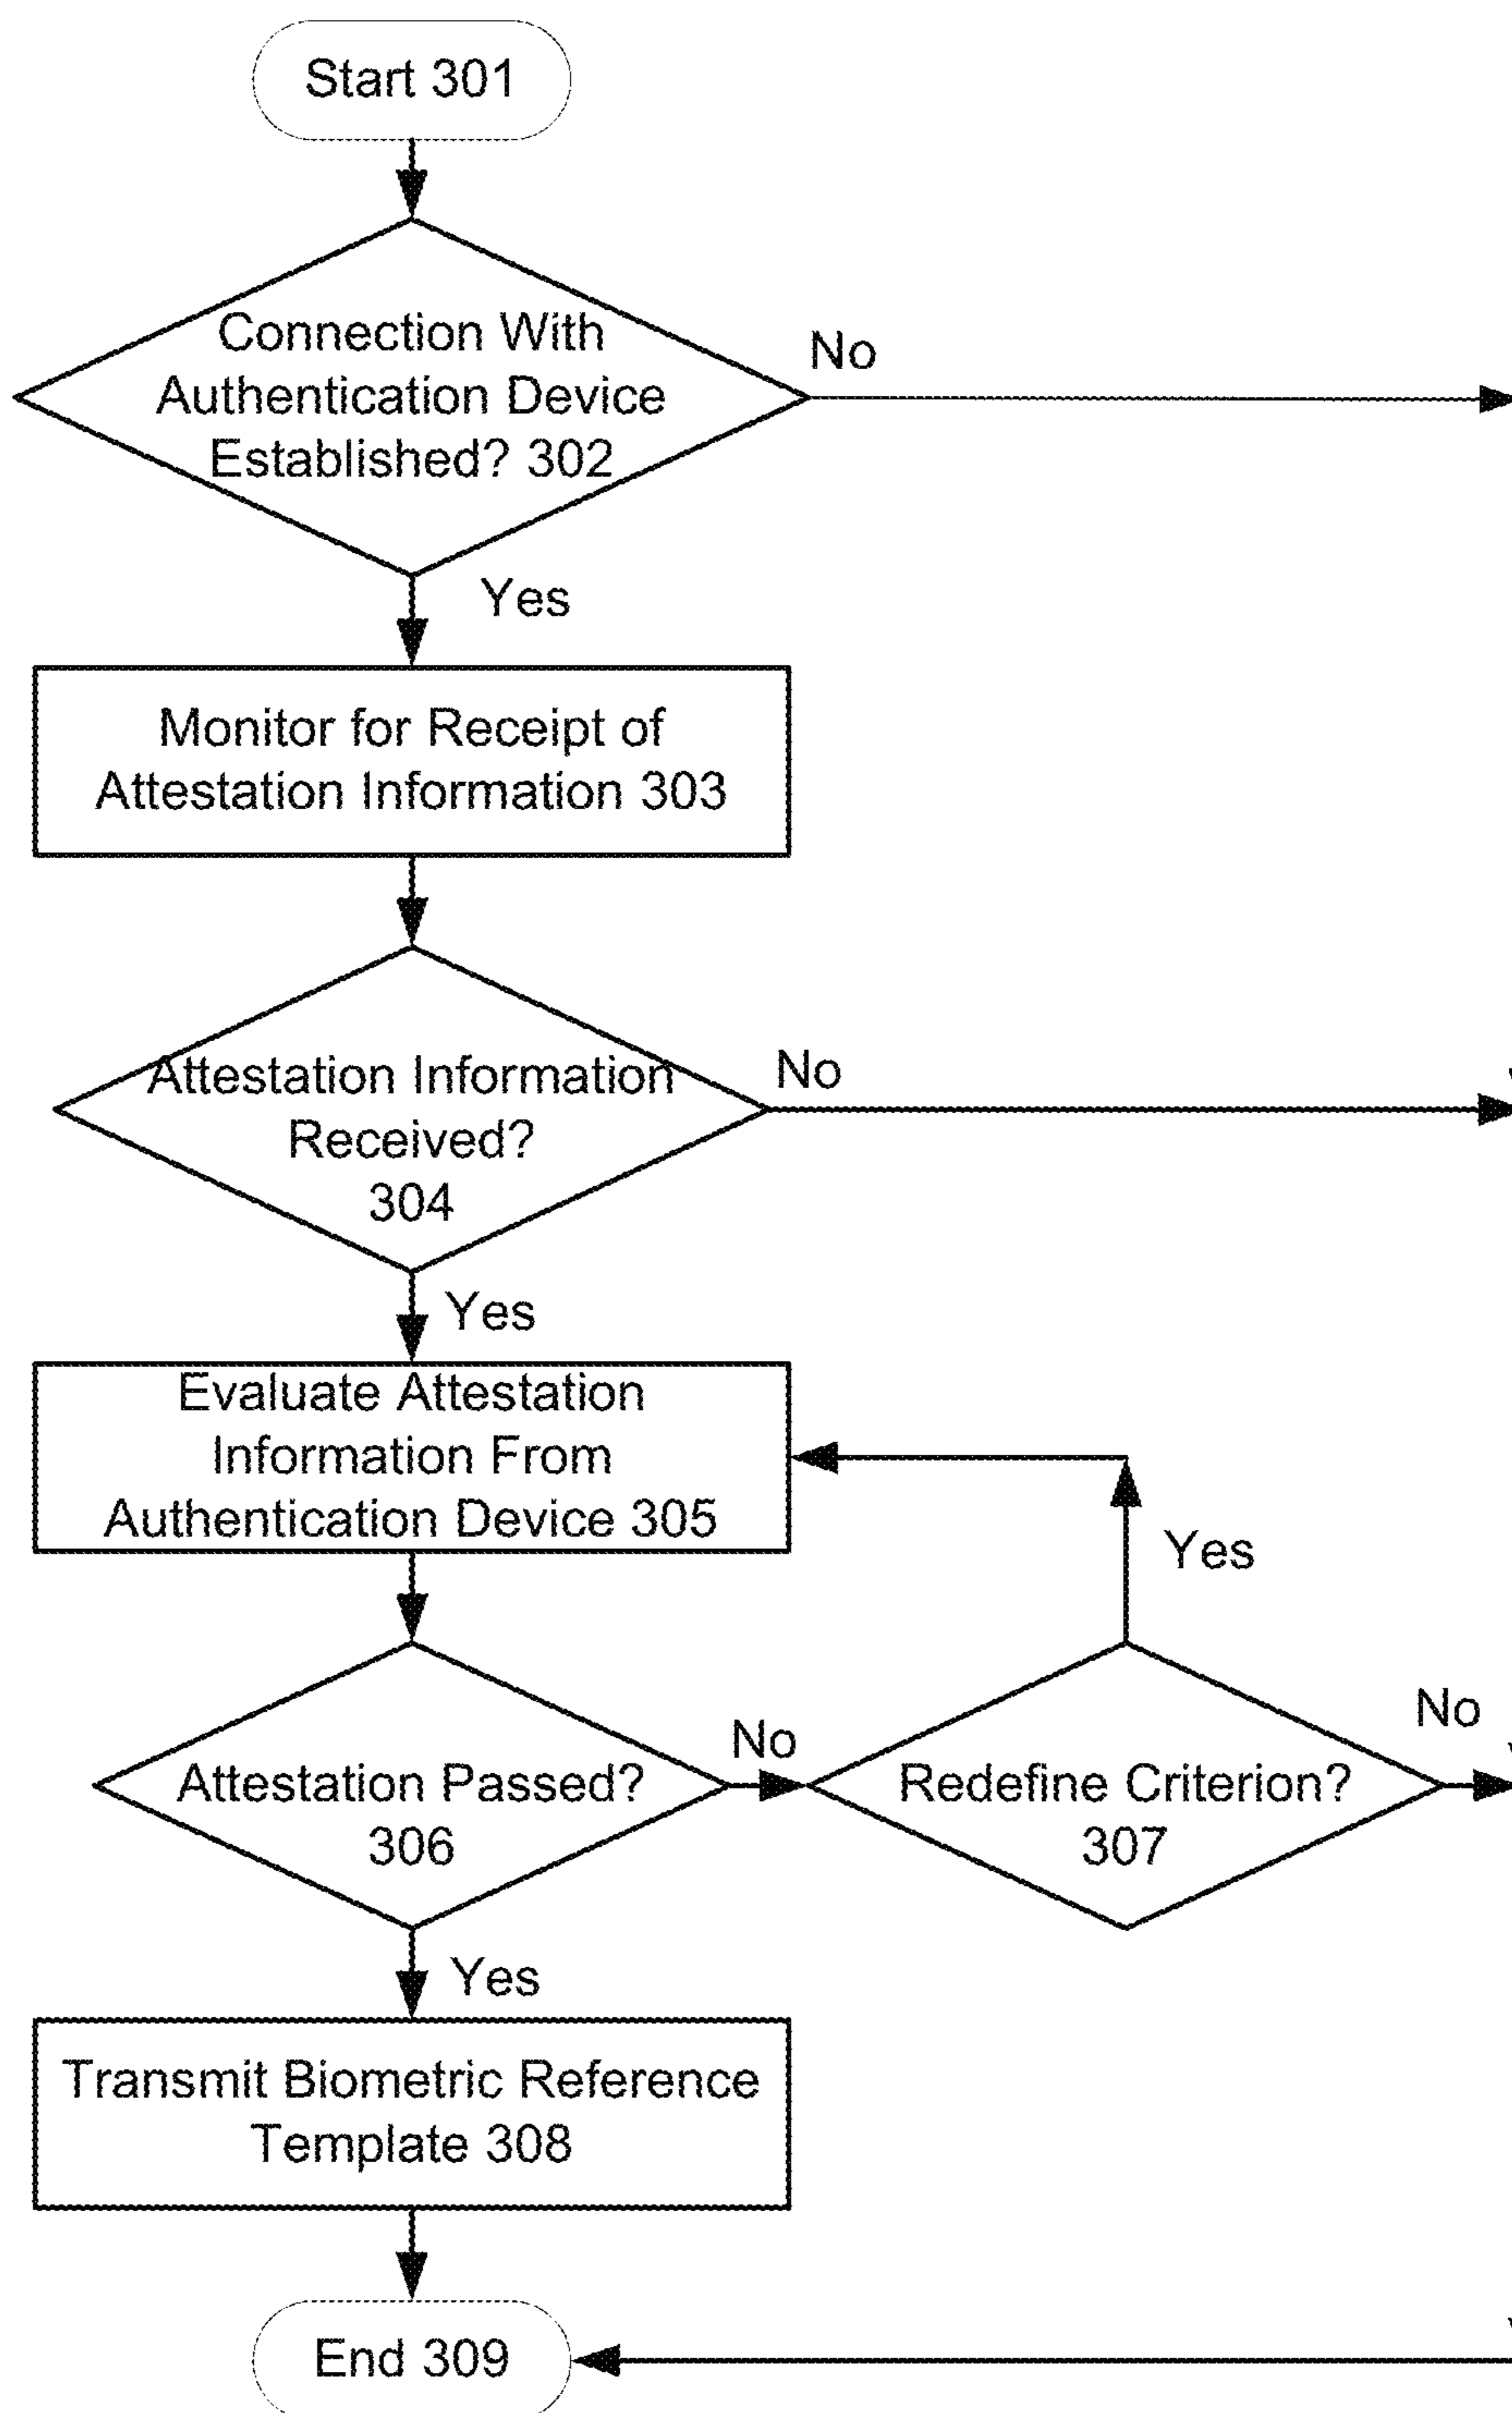 Start 301
Connection With
Authentication Device
Established? 302
No
Yes
Monitor for Receipt of
Attestation Information 303
Attestation Information
Received?
304
No
Yes
Evaluate Attestation
Information From
Authentication Device 305
Yes
Attestation Passed?
306
No
Redefine Criterion?
307
No
Yes
Transmit Biometric Reference
Template 308
End 309